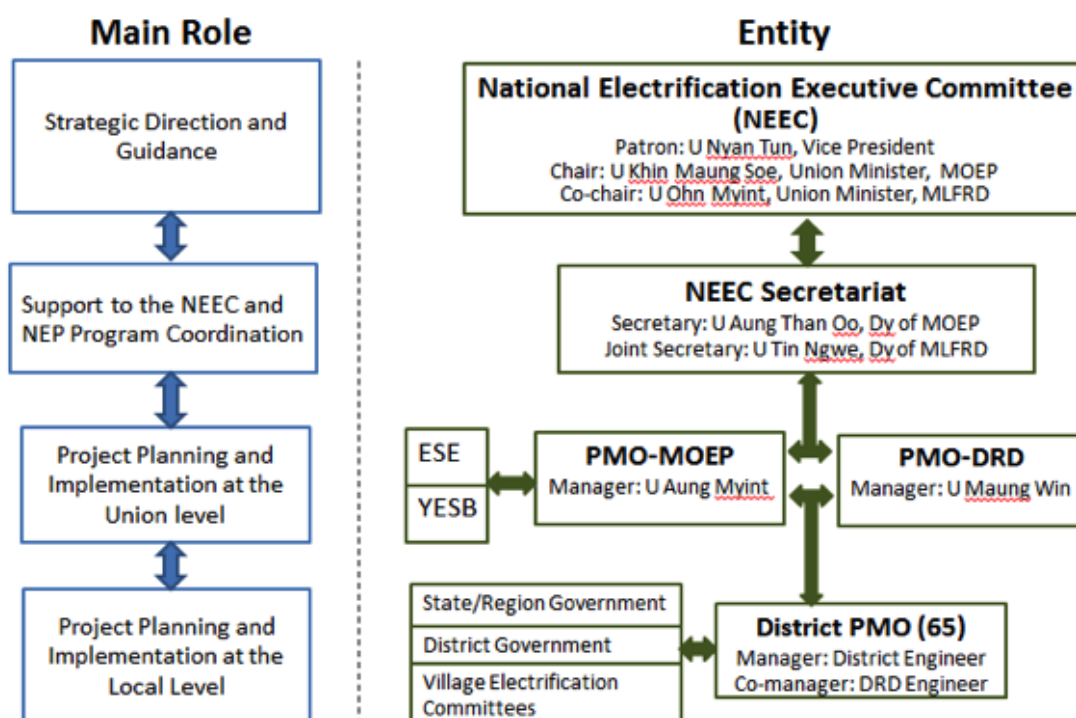 Main Role
Strategic Direction and
Guidance
Support to the NEEC and
NEP Program Coordination
Project Planning and
Implementation at the
Union level
Project Planning and
Implementation at the
Local Level
Entity
National Electrification Executive Committee
(NEEC)
Patron: U Nyan Tun, Vice President
Chair: U Khin Maung Soe, Union Minister, MOEP
Co-chair: U Ohn Myint, Union Minister, MLFRD
NEEC Secretariat
Secretary: U Aung Than Oo, Dy of MOEP
Joint Secretary: U Tin Ngwe, Dy of MLFRD
ESE
YESB
PMO-MOEP
Manager: U Aung Myint
PMO-DRD
Manager: U Maung Win
State/Region Government
District Government
Village Electrification
Committees
District PMO (65)
Manager: District Engineer
Co-manager: DRD Engineer